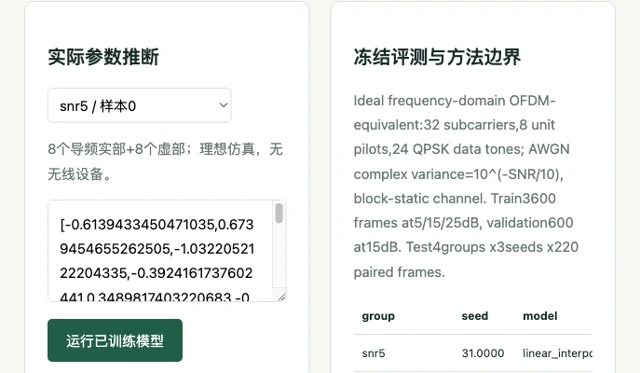 实际参数推断
snr5 / 样本0
8个导频实部+8个虚部；理想仿真，无
无线设备。
[-0.6139433450471035,0.673
9454655262505,-1.03220521
22204335,-0.3924161737602
441,0.3489817403220683,-0
运行已训练模型
冻结评测与方法边界
Ideal frequency-domain OFDM-
equivalent:32 subcarriers,8 unit
pilots,24 QPSK data tones; AWGN
complex variance=10^(-SNR/10),
block-static channel. Train3600
frames at5/15/25dB, validation600
at15dB. Test4groups x3seeds x220
paired frames.
group seed model
snr5 31.0000 linear_interpo